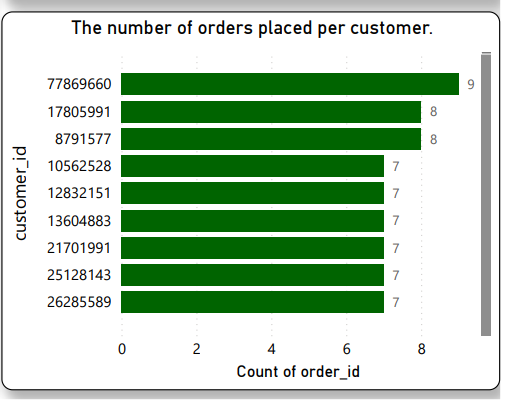 The number of orders placed per customer.
customer_id
77869660 9
17805991 8
8791577 8
10562528 7
12832151 7
13604883 7
21701991 7
25128143 7
26285589 7
0 2 4 6 8
Count of order_id